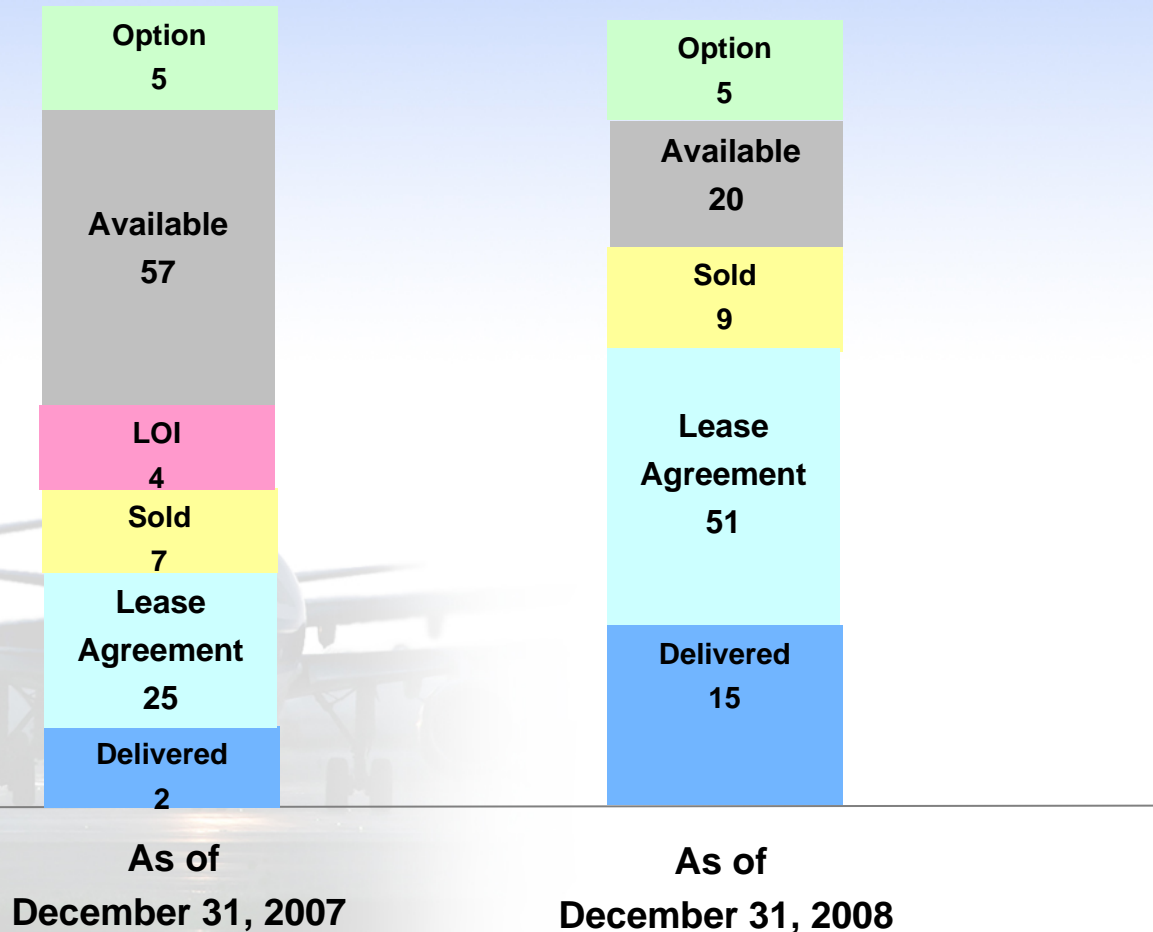 Option
5
Available
57
LOI
4
Sold
7
Lease
Agreement
25
Delivered
2
As of
December 31, 2007
Option
5
Available
20
Sold
9
Lease
Agreement
51
Delivered
15
As of
December 31, 2008